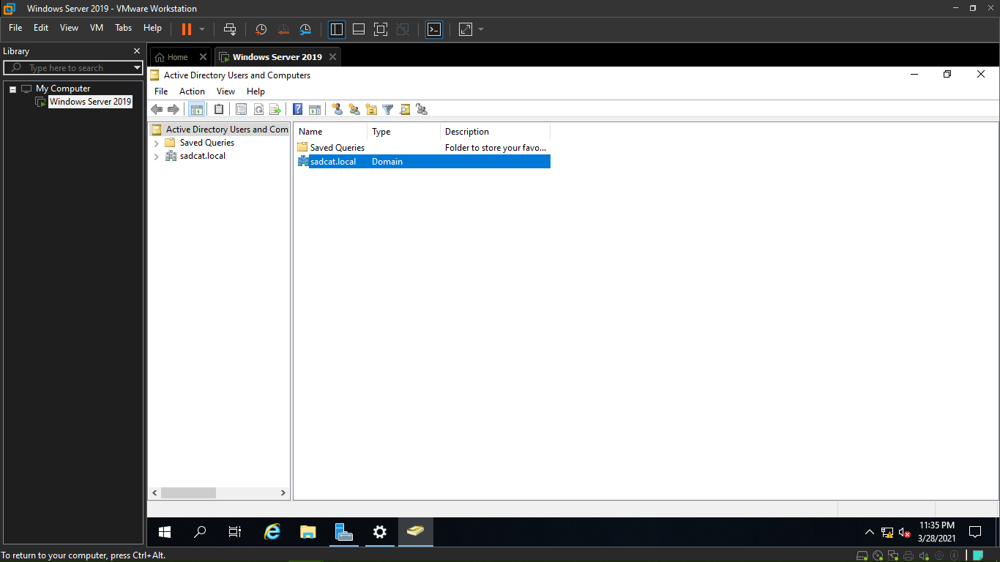 Windows Server 2019 - VMware Workstation
File Edit View VM Tabs Help
Library
Type here to search
My Computer
Windows Server 2019
Home
Windows Server 2019
Active Directory Users and Computers
File Action View Help
Active Directory Users and Com
Saved Queries
sadcat.local
Name Type Description
Saved Queries Folder to store your favo...
sadcat.local Domain
11:35 PM
3/28/2021
To return to your computer, press Ctrl+Alt.